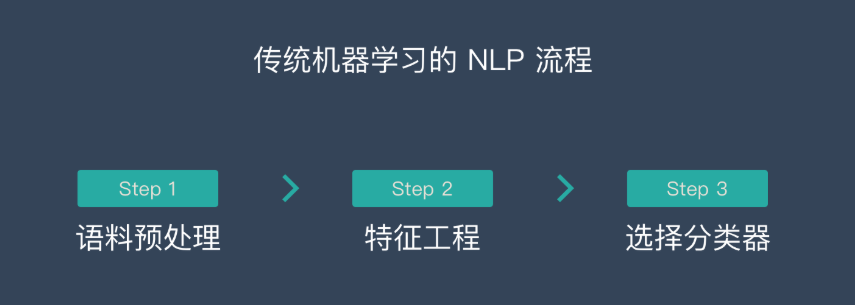 传统机器学习的 NLP 流程
Step 1
语料预处理
Step 2
特征工程
Step 3
选择分类器